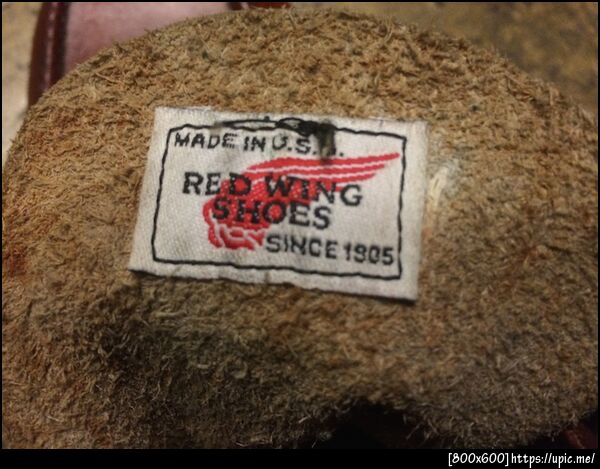 MADE IN U.S.A.
RED WING
SHOES
SINCE 1905
[800x600]https://upic.me/